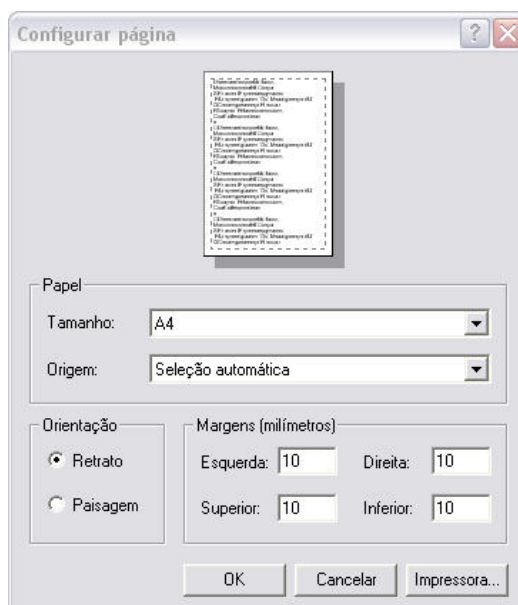 Configurar página
Papel
Tamanho: A4
Origem: Seleção automática
Orientação
Retrato
Paisagem
Margens (milímetros)
Esquerda: 10 Direita: 10
Superior: 10 Inferior: 10
OK Cancelar Impressora...